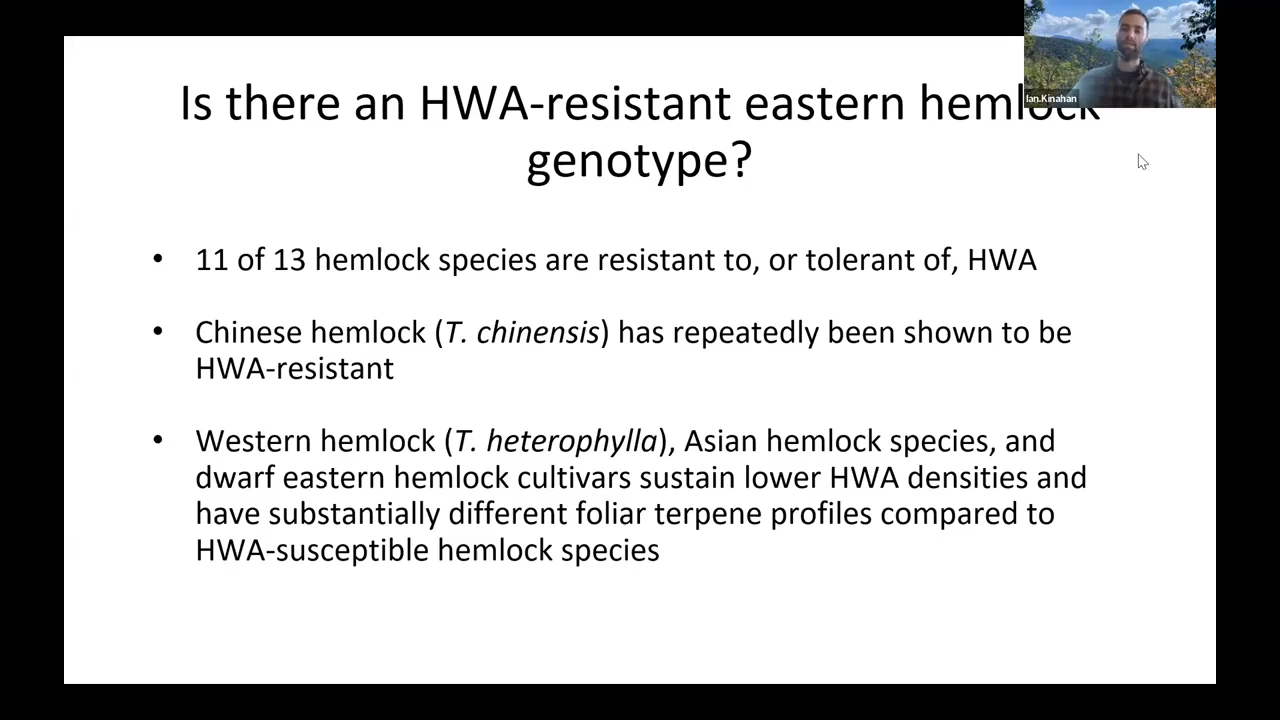 Is there an HWA-resistant eastern hemlock
genotype?
Ian.Kinahan
• 11 of 13 hemlock species are resistant to, or tolerant of, HWA
• Chinese hemlock (T. chinensis) has repeatedly been shown to be
HWA-resistant
• Western hemlock (T. heterophylla), Asian hemlock species, and
dwarf eastern hemlock cultivars sustain lower HWA densities and
have substantially different foliar terpene profiles compared to
HWA-susceptible hemlock species